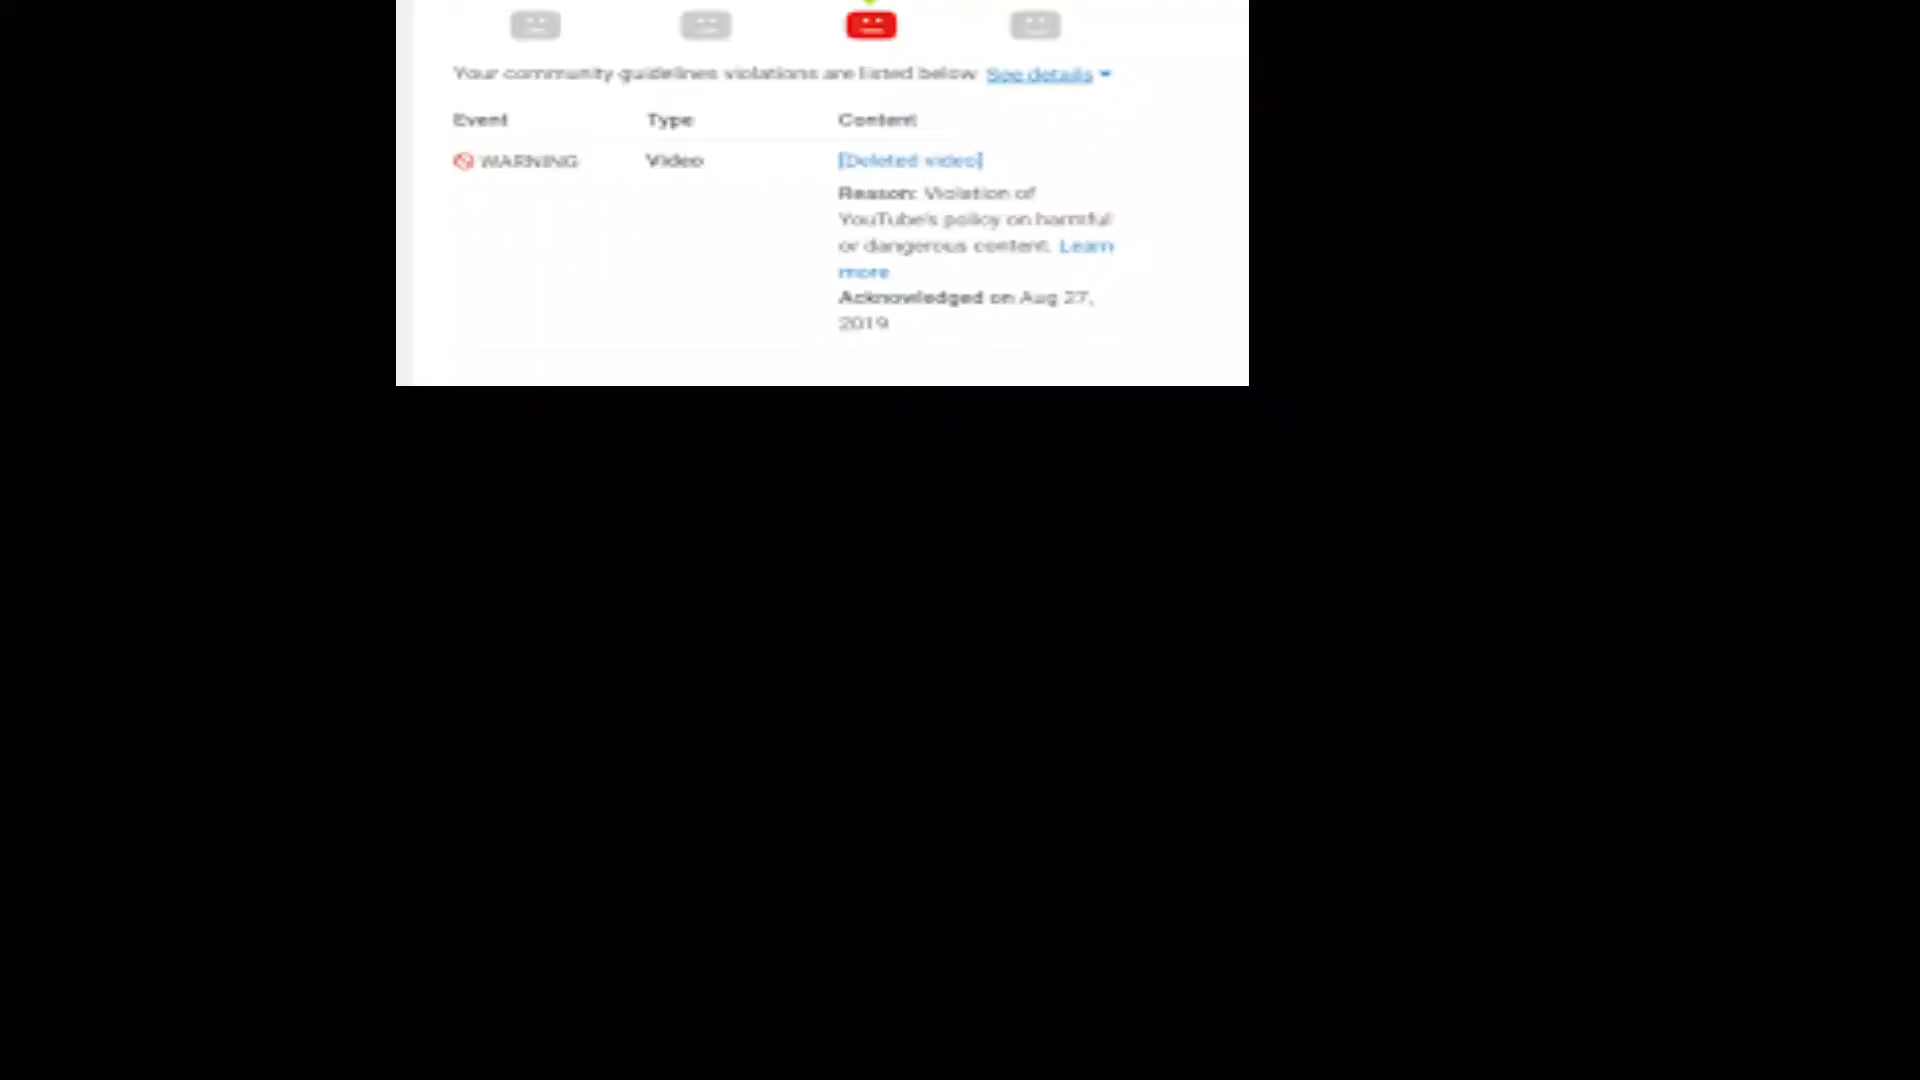 Your community guidelines violations are listed below See details
Event Type Content
WARNING Video [Deleted video]
Reason: Violation of
YouTube's policy on harmful
or dangerous content. Learn
more
Acknowledged on Aug 27,
2019